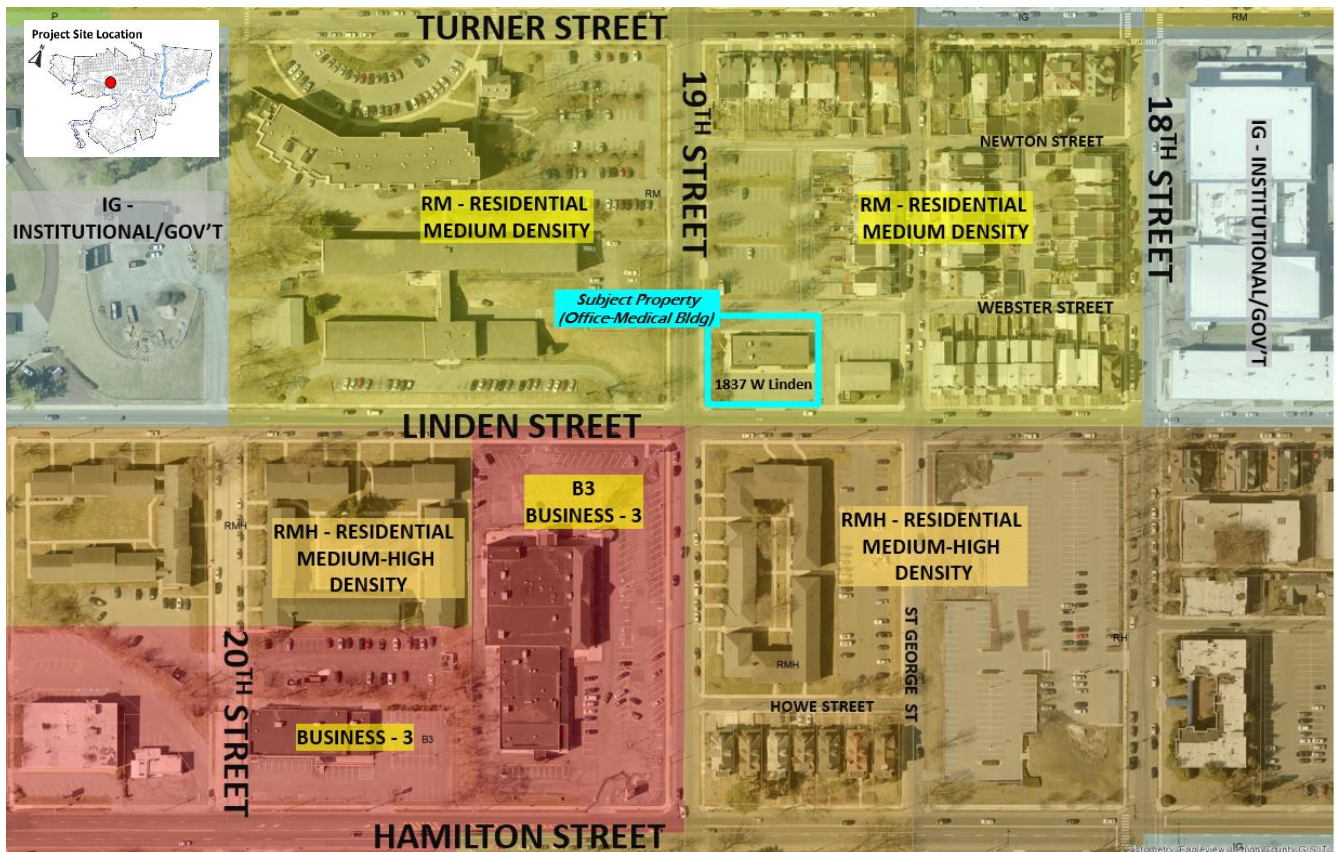 P
IG
RM
TURNER STREET
Project Site Location
19TH STREET
18TH STREET
NEWTON STREET
IG -
INSTITUTIONAL/GOV'T
RM - RESIDENTIAL
MEDIUM DENSITY
RM
RM - RESIDENTIAL
MEDIUM DENSITY
IG - INSTITUTIONAL/GOV'T
Subject Property
(Office-Medical Bldg)
WEBSTER STREET
1837 W Linden
LINDEN STREET
B3
BUSINESS - 3
RMH
RMH - RESIDENTIAL
MEDIUM-HIGH
DENSITY
RMH - RESIDENTIAL
MEDIUM-HIGH
DENSITY
20TH STREET
ST GEORGE ST
RH
RMH
HOWE STREET
BUSINESS - 3
B3
HAMILTON STREET
IG